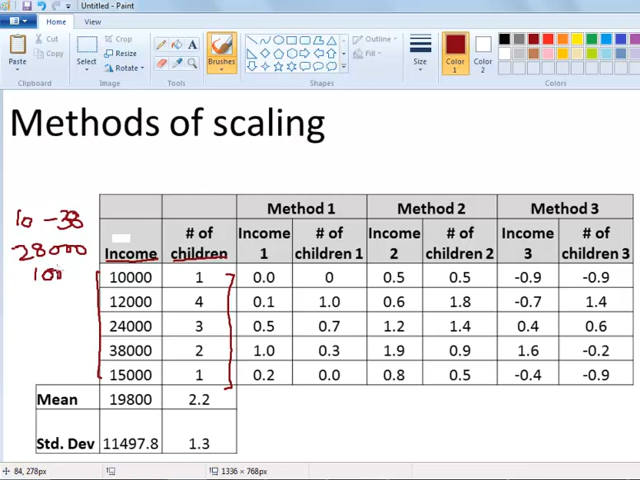 Untitled - Paint
Home View
Paste Cut Copy Clipboard
Select Crop Resize Rotate Image
Tools
Brushes
Outline Fill Shapes
Size
Color 1 Color 2 Colors
Methods of scaling
Method 1 Method 2 Method 3
Income # of children Income 1 # of children 1 Income 2 # of children 2 Income 3 # of children 3
10000 1 0.0 0 0.5 0.5 -0.9 -0.9
12000 4 0.1 1.0 0.6 1.8 -0.7 1.4
24000 3 0.5 0.7 1.2 1.4 0.4 0.6
38000 2 1.0 0.3 1.9 0.9 1.6 -0.2
15000 1 0.2 0.0 0.8 0.5 -0.4 -0.9
Mean 19800 2.2
Std. Dev 11497.8 1.3
10 -38
28000
100
84, 278px
1336 × 768px